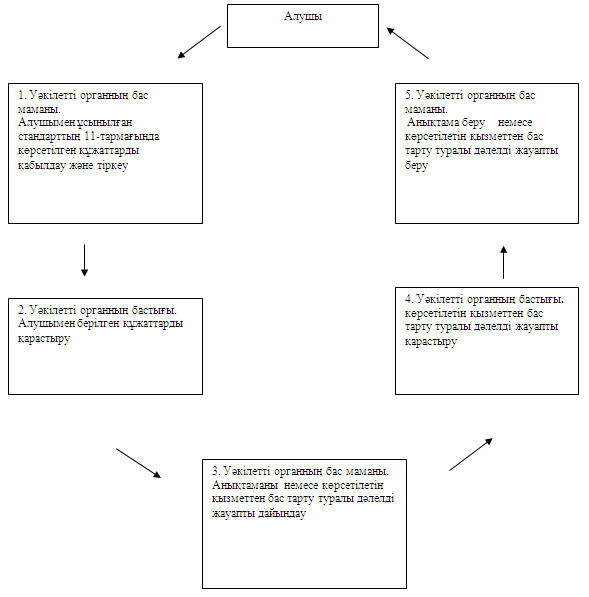 Алушы
1. Уәкілетті органның бас
маманы.
Алушымен ұсынылған
стандарттың 11-тармағында
көрсетілген құжаттарды
қабылдау және тіркеу
2. Уәкілетті органның бастығы.
Алушымен берілген құжаттарды
қарастыру
3. Уәкілетті органның бас маманы.
Анықтаманы немесе көрсетілетін
қызметтен бас тарту туралы дәлелді
жауапты дайындау
4. Уәкілетті органның бастығы.
көрсетілетін қызметтен бас
тарту туралы дәлелді жауапты
қарастыру
5. Уәкілетті органның бас
маманы.
Анықтама беру немесе
көрсетілетін қызметтен бас
тарту туралы дәлелді жауапты
беру